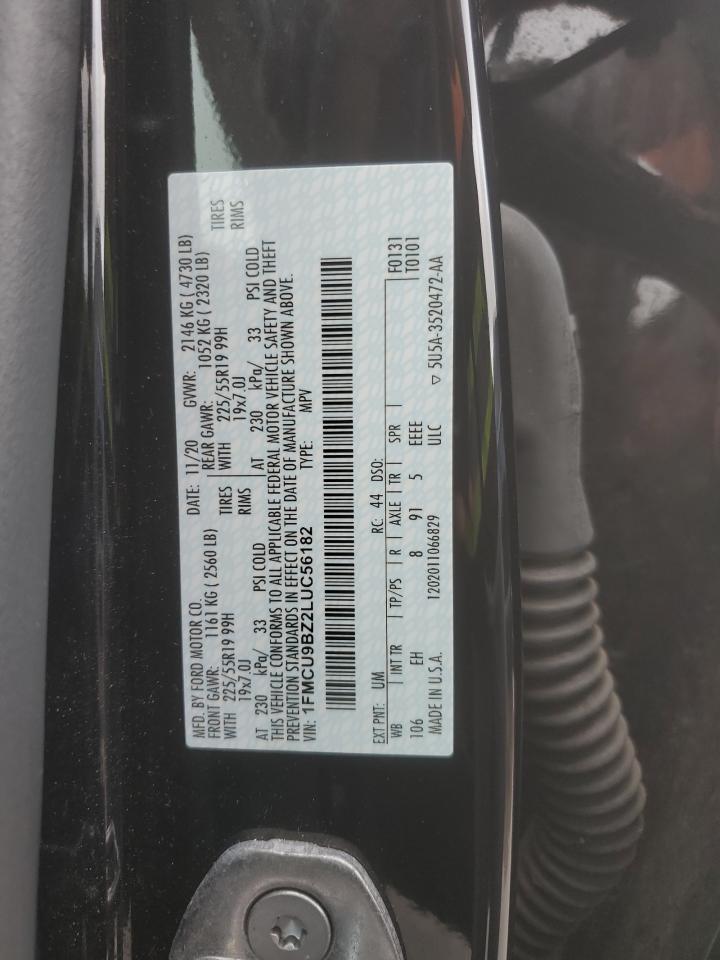 MFD. BY FORD MOTOR CO. DATE: 11/20 GVWR: 2146 KG ( 4730 LB)
FRONT GAWR: 1161 KG ( 2560 LB) REAR GAWR: 1052 KG ( 2320 LB)
WITH 225/55R19 99H TIRES WITH 225/55R19 99H TIRES
19x7.0J RIMS 19x7.0J RIMS
AT 230 kPa/ 33 PSI COLD AT 230 kPa/ 33 PSI COLD
THIS VEHICLE CONFORMS TO ALL APPLICABLE FEDERAL MOTOR VEHICLE SAFETY AND THEFT
PREVENTION STANDARDS IN EFFECT ON THE DATE OF MANUFACTURE SHOWN ABOVE.
VIN: 1FMCU9BZ2LUC56182 TYPE: MPV
EXT PNT: UM RC: 44 DSO: F0131
WB INT TR TP/PS R AXLE TR SPR T0101
106 EH 8 91 5 EEEE
MADE IN U.S.A. 1202011066829 ULC ▽ 5U5A-3520472-AA